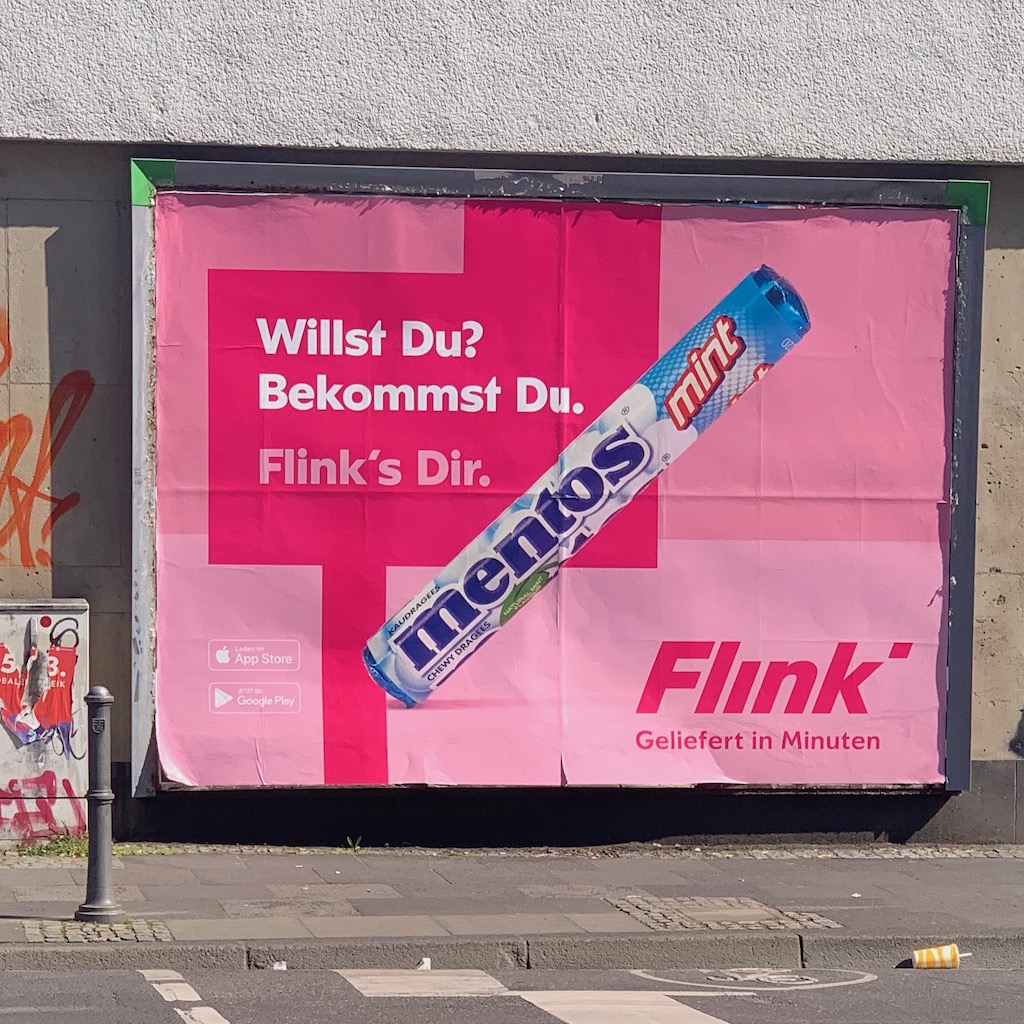 Willst Du?
Bekommst Du.
Flink's Dir.
mint
mentos
KAUDRAGEES
CHEWY DRAGEES
Laden im
App Store
JETZT BEI
Google Play
Flink
Geliefert in Minuten